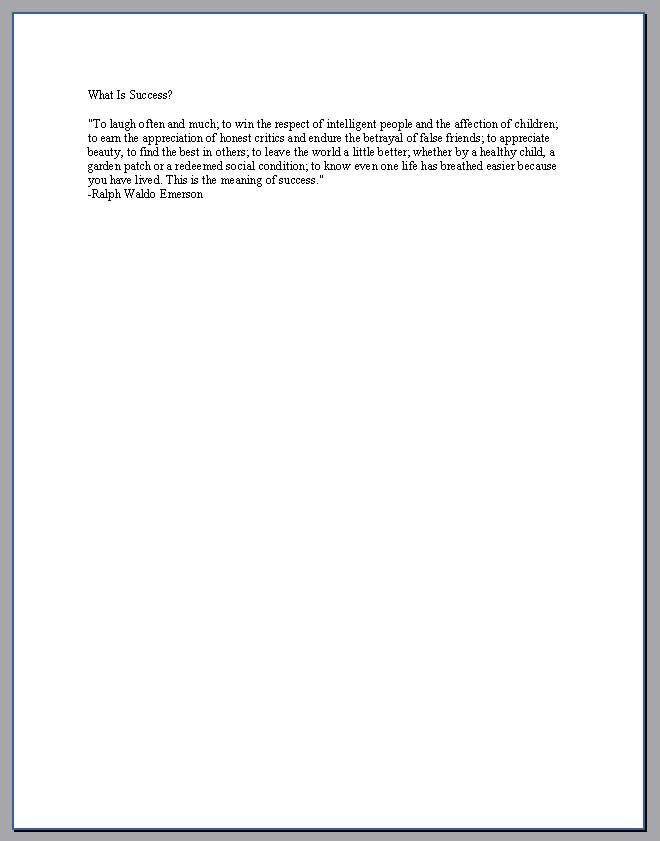 What Is Success?
"To laugh often and much; to win the respect of intelligent people and the affection of children;
to earn the appreciation of honest critics and endure the betrayal of false friends; to appreciate
beauty, to find the best in others; to leave the world a little better; whether by a healthy child, a
garden patch or a redeemed social condition; to know even one life has breathed easier because
you have lived. This is the meaning of success."
-Ralph Waldo Emerson